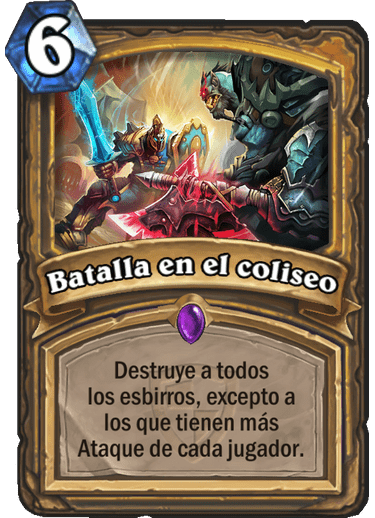 6
Batalla en el coliseo
Destruye a todos
los esbirros, excepto a
los que tienen más
Ataque de cada jugador.